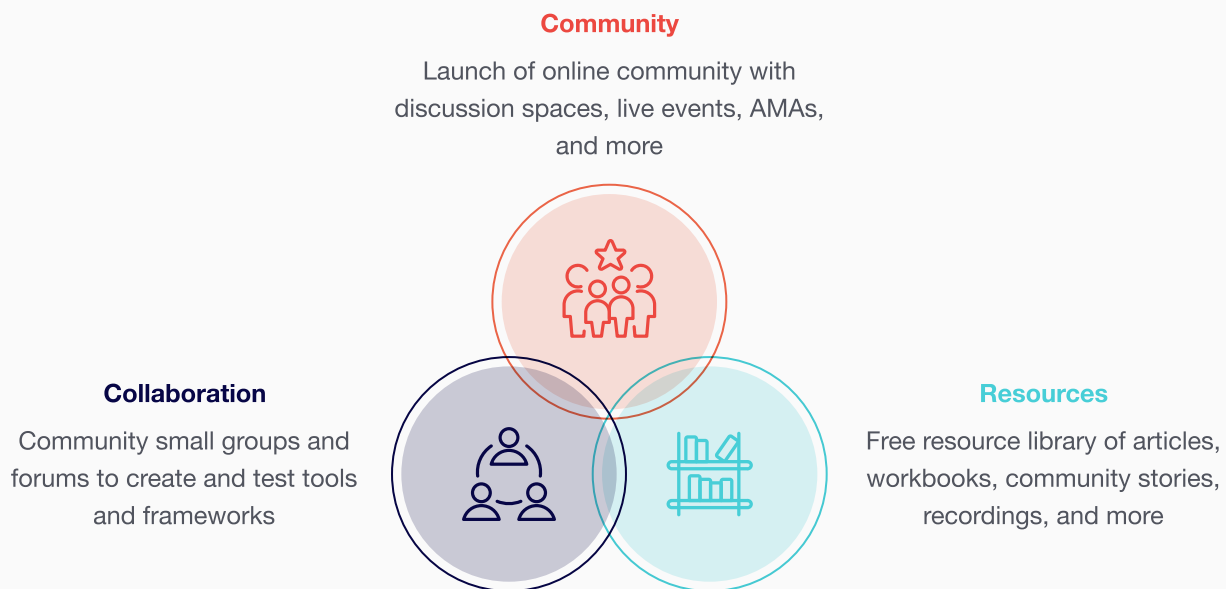 Community
Launch of online community with
discussion spaces, live events, AMAs,
and more
Collaboration
Community small groups and
forums to create and test tools
and frameworks
Resources
Free resource library of articles,
workbooks, community stories,
recordings, and more